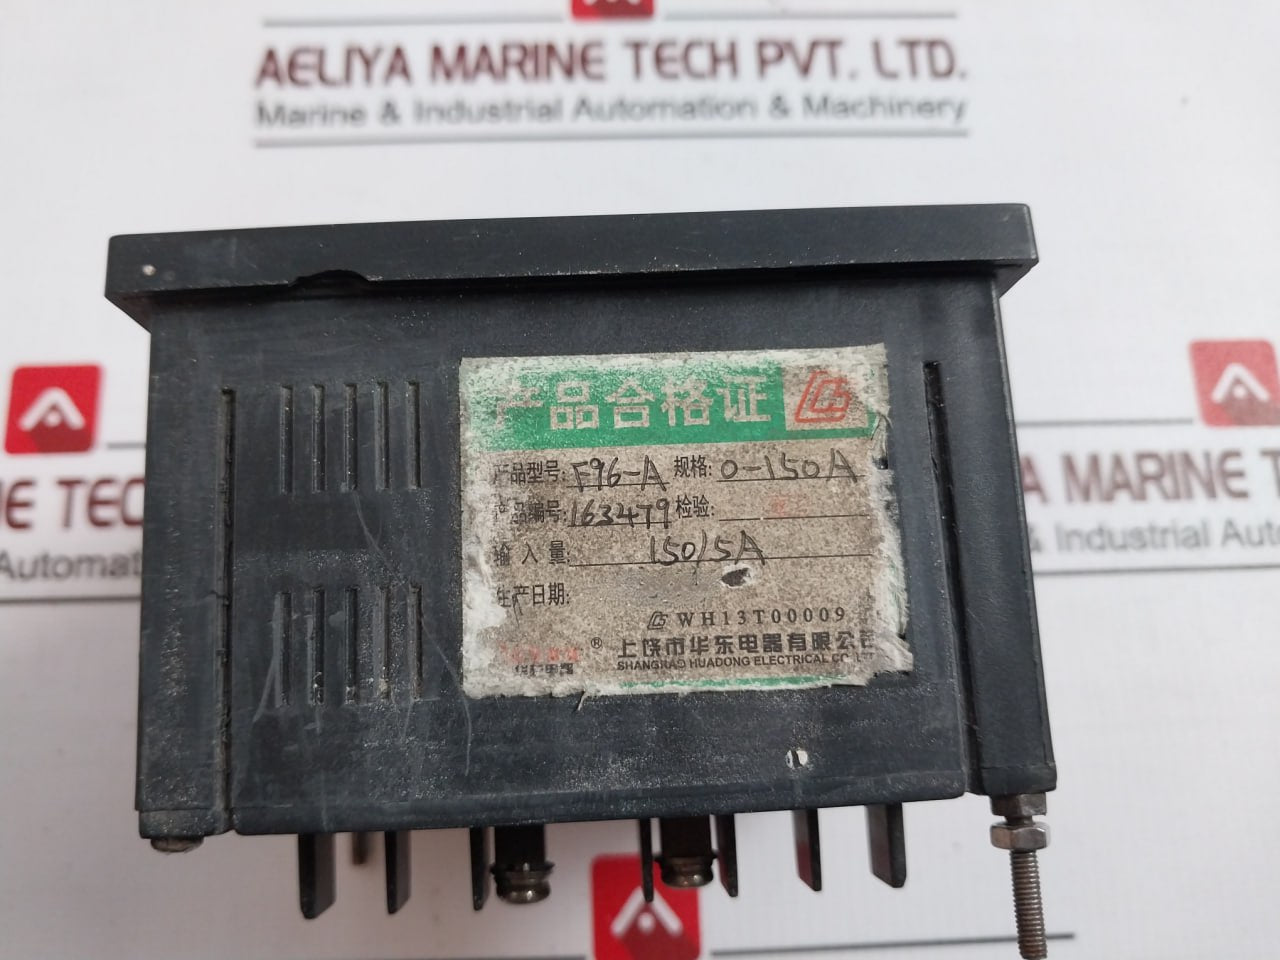 AELIYA MARINE TECH PVT. LTD.
Marine & Industrial Automation & Machinery
产品合格证
产品型号: F96-A 规格: 0-150A
产品编号: 163479 检验:
输入量: 150/5A
生产日期:
WH13T00009
® 上饶市华东电器有限公司
SHANGRAO HUADONG ELECTRICAL CO LT
NE TEC
Automat
A MARINE TEC
& Industrial Auto